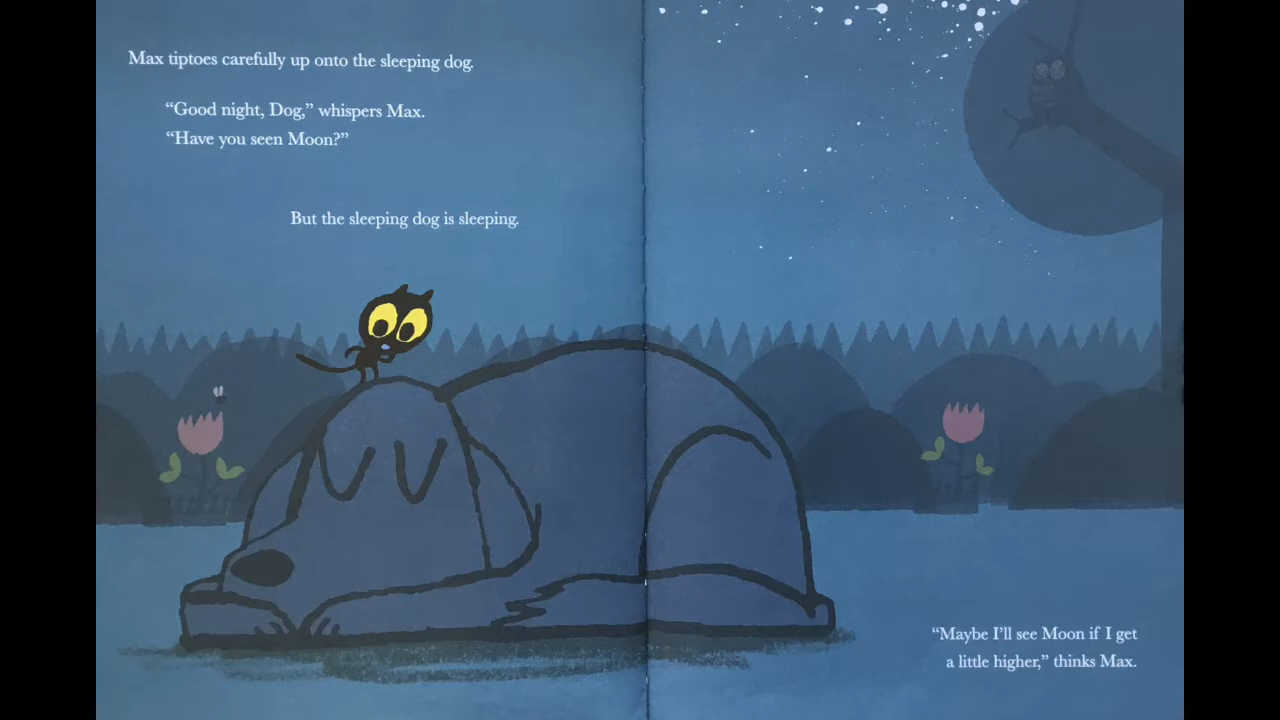 Max tiptoes carefully up onto the sleeping dog.
“Good night, Dog,” whispers Max.
“Have you seen Moon?”
But the sleeping dog is sleeping.
“Maybe I’ll see Moon if I get
a little higher,” thinks Max.